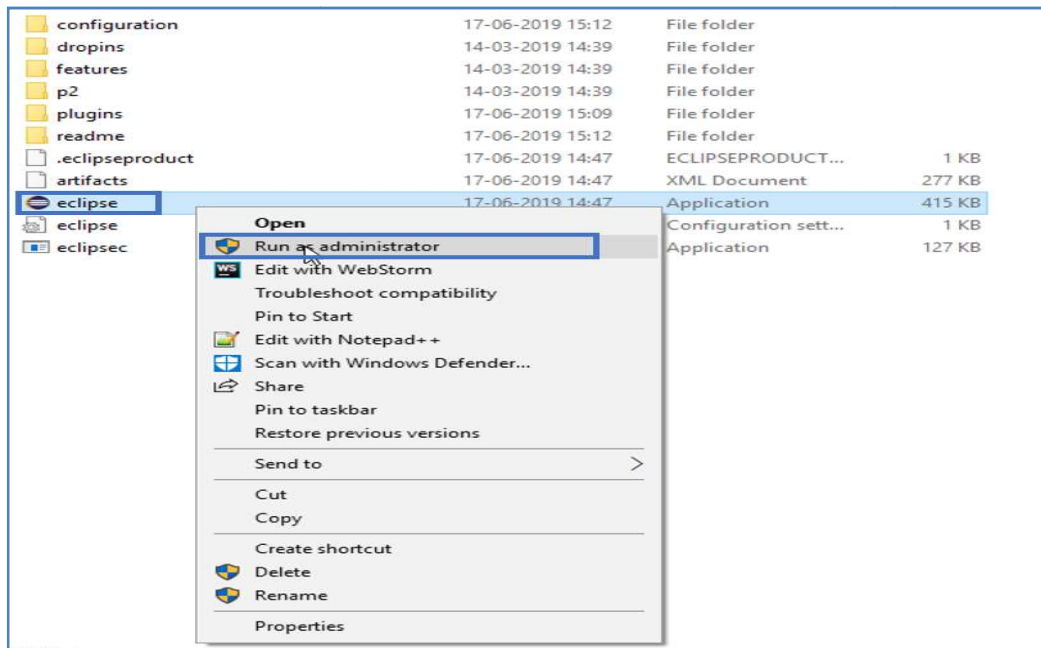 configuration 17-06-2019 15:12 File folder
dropins 14-03-2019 14:39 File folder
features 14-03-2019 14:39 File folder
p2 14-03-2019 14:39 File folder
plugins 17-06-2019 15:09 File folder
readme 17-06-2019 15:12 File folder
.eclipseproduct 17-06-2019 14:47 ECLIPSEPRODUCT... 1 KB
artifacts 17-06-2019 14:47 XML Document 277 KB
eclipse 17-06-2019 14:47 Application 415 KB
eclipse Configuration sett... 1 KB
eclipsec Application 127 KB
Open
Run as administrator
WS Edit with WebStorm
Troubleshoot compatibility
Pin to Start
Edit with Notepad++
Scan with Windows Defender...
Share
Pin to taskbar
Restore previous versions
Send to
Cut
Copy
Create shortcut
Delete
Rename
Properties